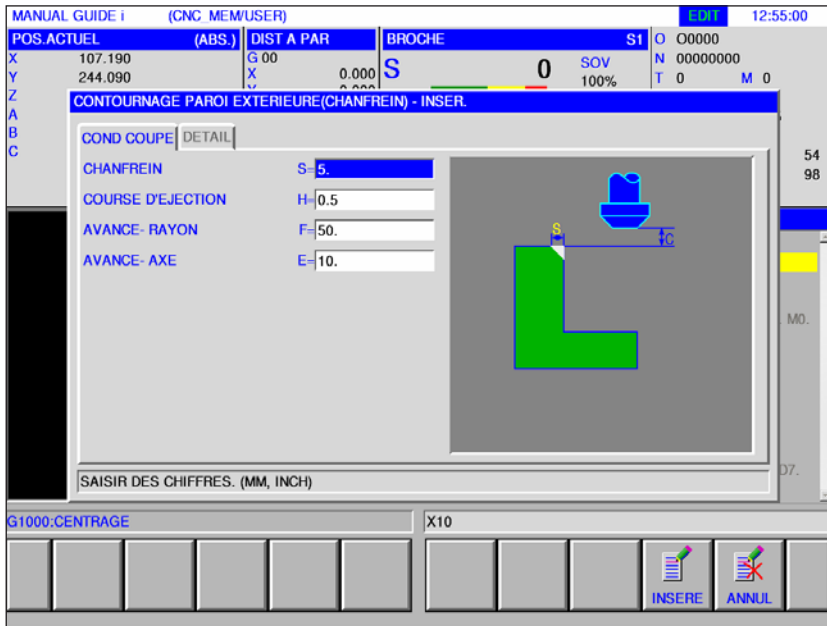 MANUAL GUIDE i (CNC_MEM/USER) EDIT 12:55:00
POS.ACTUEL (ABS.) DIST A PAR BROCHE S1 O O0000
X 107.190 G 00 N 00000000
Y 244.090 X 0.000 S 0 SOV 100% T 0 M 0
Z
A
B
C
54
98
CONTOURNAGE PAROI EXTERIEURE(CHANFREIN) - INSER.
COND COUPE DETAIL
CHANFREIN S= 5.
COURSE D'EJECTION H= 0.5
AVANCE- RAYON F= 50.
AVANCE- AXE E= 10.
S
C
M0.
D7.
SAISIR DES CHIFFRES. (MM, INCH)
G1000:CENTRAGE X10
INSERE ANNUL